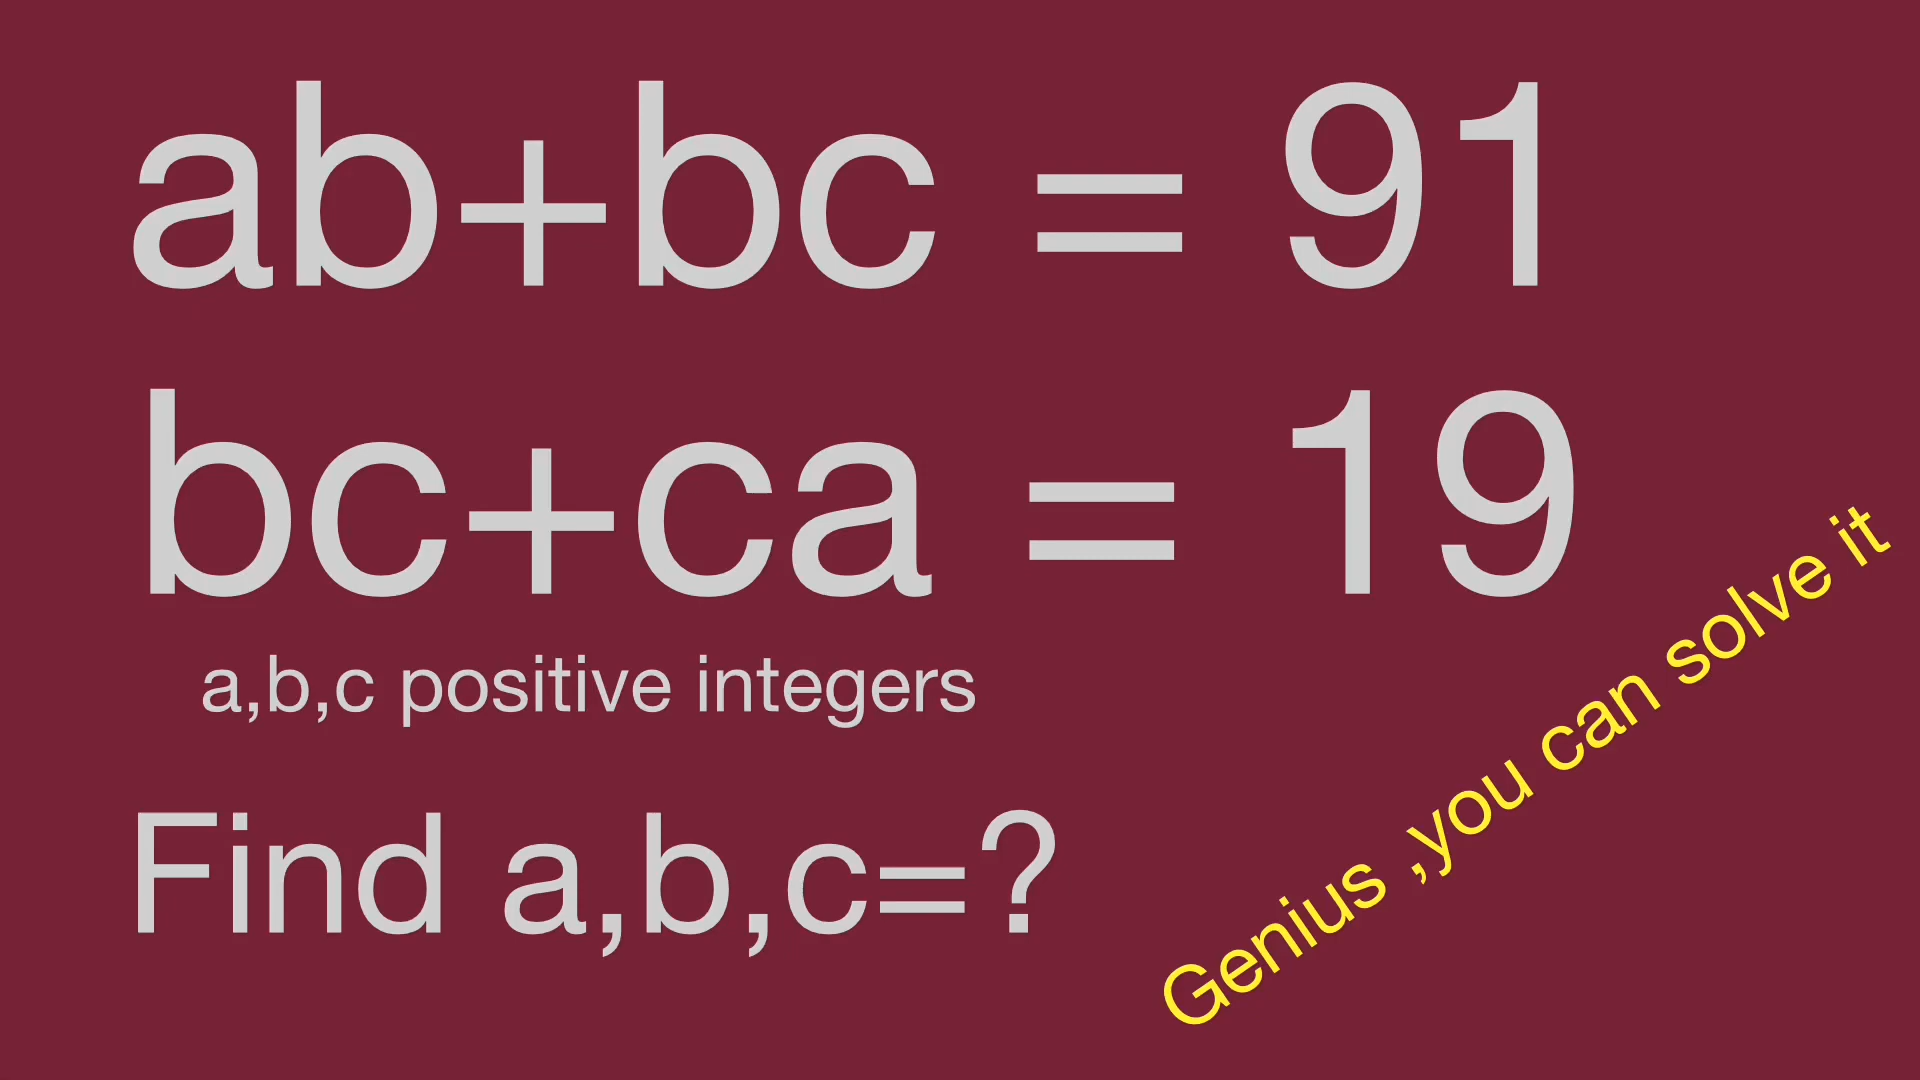 ab+bc = 91
bc+ca = 19
a,b,c positive integers
Find a,b,c=?
Genius ,you can solve it